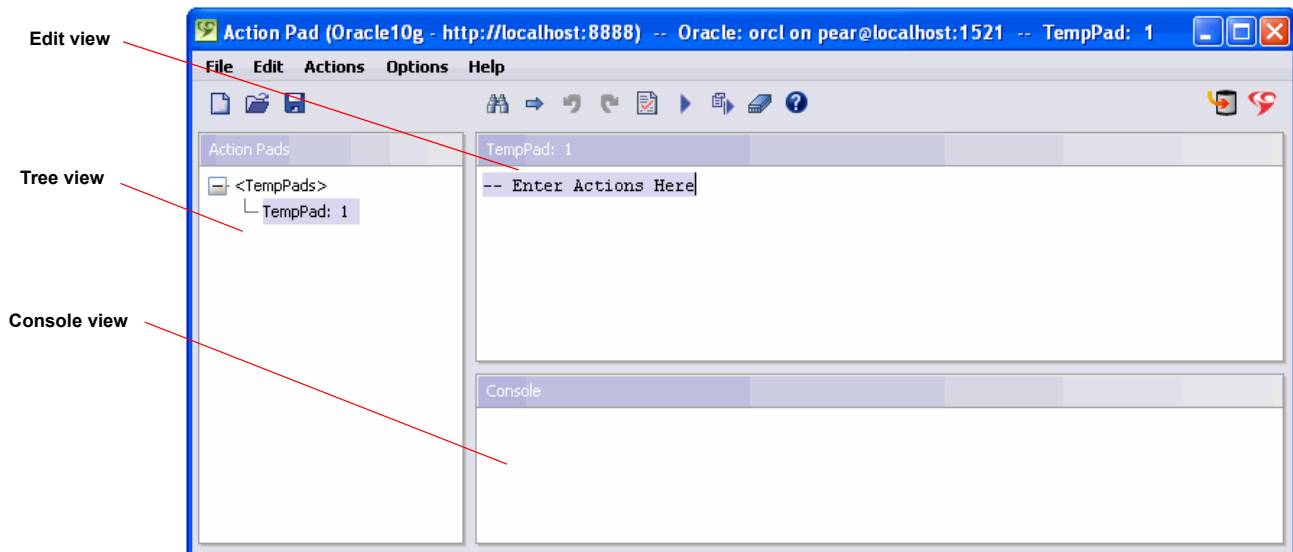 Edit view
Action Pad (Oracle10g - http://localhost:8888) -- Oracle: orcl on pear@localhost:1521 -- TempPad: 1
File Edit Actions Options Help
Action Pads
TempPad: 1
Tree view
<TempPads>
TempPad: 1
-- Enter Actions Here
Console view
Console